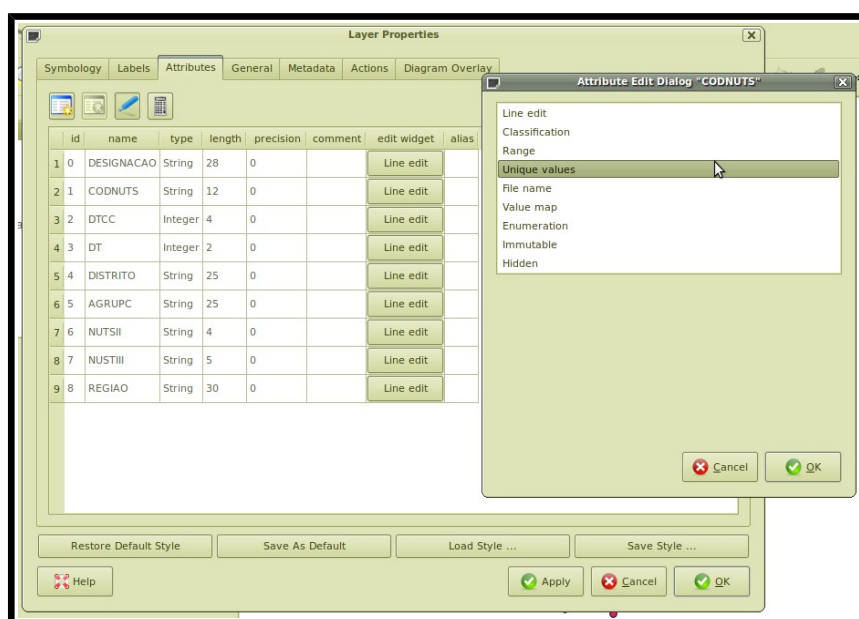 Layer Properties
Symbology Labels Attributes General Metadata Actions Diagram Overlay
id name type length precision comment edit widget alias
1 0 DESIGNACAO String 28 0 Line edit
2 1 CODNUTS String 12 0 Line edit
3 2 DTCC Integer 4 0 Line edit
4 3 DT Integer 2 0 Line edit
5 4 DISTRITO String 25 0 Line edit
6 5 AGRUPC String 25 0 Line edit
7 6 NUTSII String 4 0 Line edit
8 7 NUSTIII String 5 0 Line edit
9 8 REGIAO String 30 0 Line edit
Restore Default Style Save As Default Load Style ... Save Style ...
Help Apply Cancel OK
Attribute Edit Dialog "CODNUTS"
Line edit
Classification
Range
Unique values
File name
Value map
Enumeration
Immutable
Hidden
Cancel OK